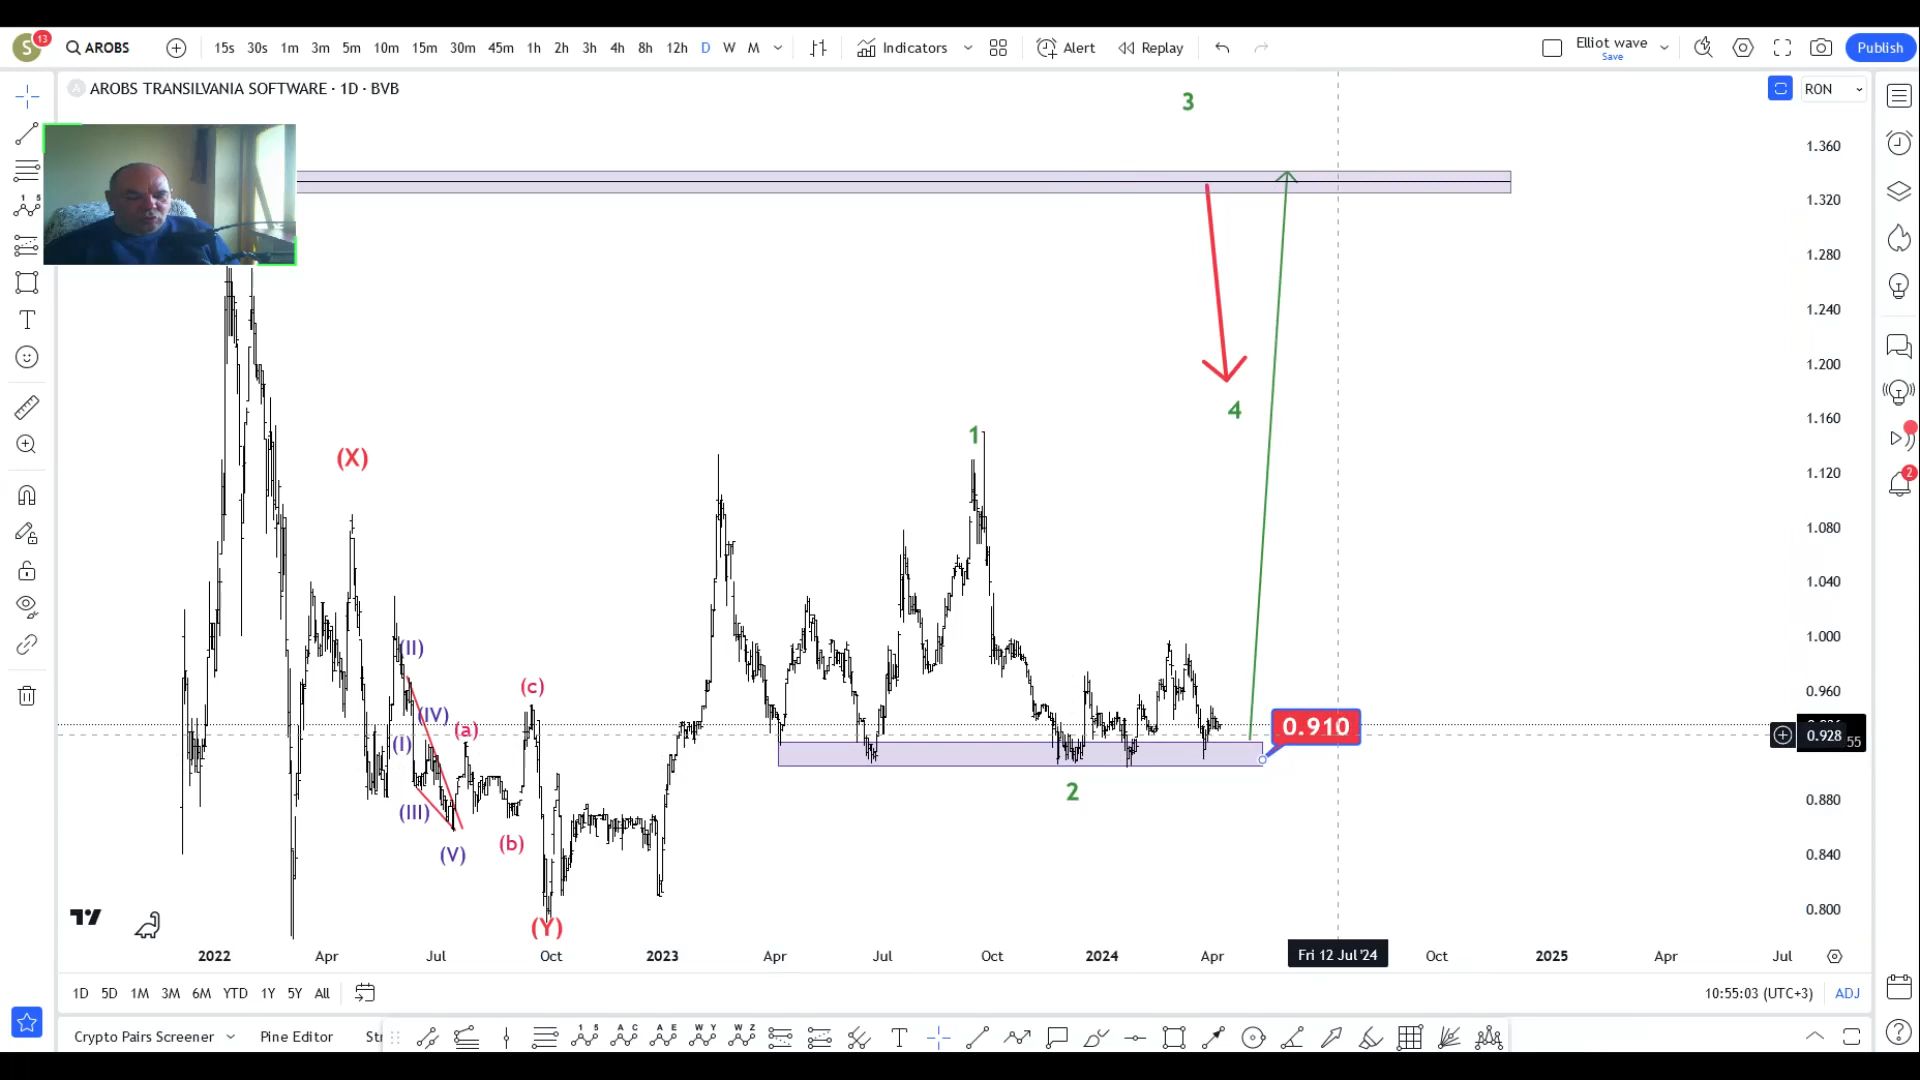 S 13 AROBS 15s 30s 1m 3m 5m 10m 15m 30m 45m 1h 2h 3h 4h 8h 12h D W M Indicators Alert Replay Elliot wave Publish
Save
AROBS TRANSILVANIA SOFTWARE · 1D · BVB RON
3
1.360
1.320
1.280
1.240
1.200
4
1.160
1
(X)
1.120
1.080
1.040
1.000
(II)
(c)
0.960
(IV)
(a)
0.910
(I)
0.928
55
2
0.880
(III)
(b)
(V)
0.840
0.800
(Y)
2022 Apr Jul Oct 2023 Apr Jul Oct 2024 Apr Fri 12 Jul '24 Oct 2025 Apr Jul
1D 5D 1M 3M 6M YTD 1Y 5Y All 10:55:03 (UTC+3) ADJ
Crypto Pairs Screener Pine Editor Str
2